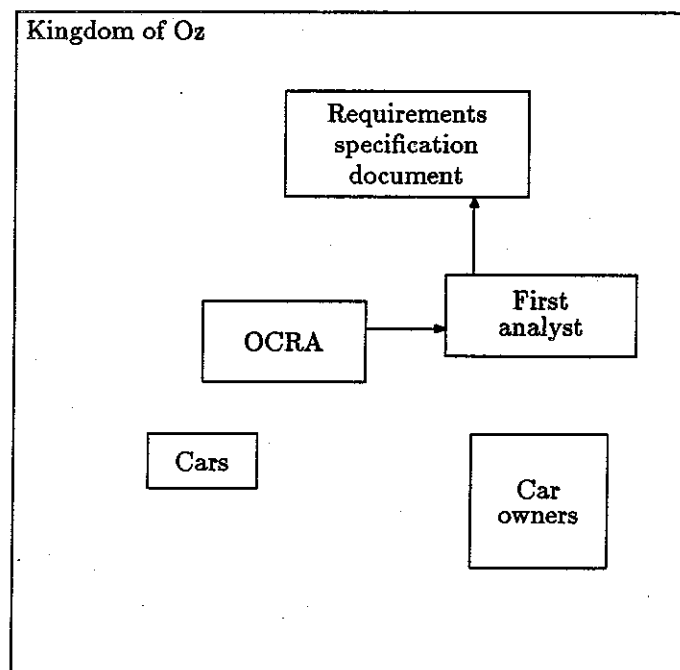 Kingdom of Oz
Requirements
specification
document
First
analyst
OCRA
Cars
Car
owners